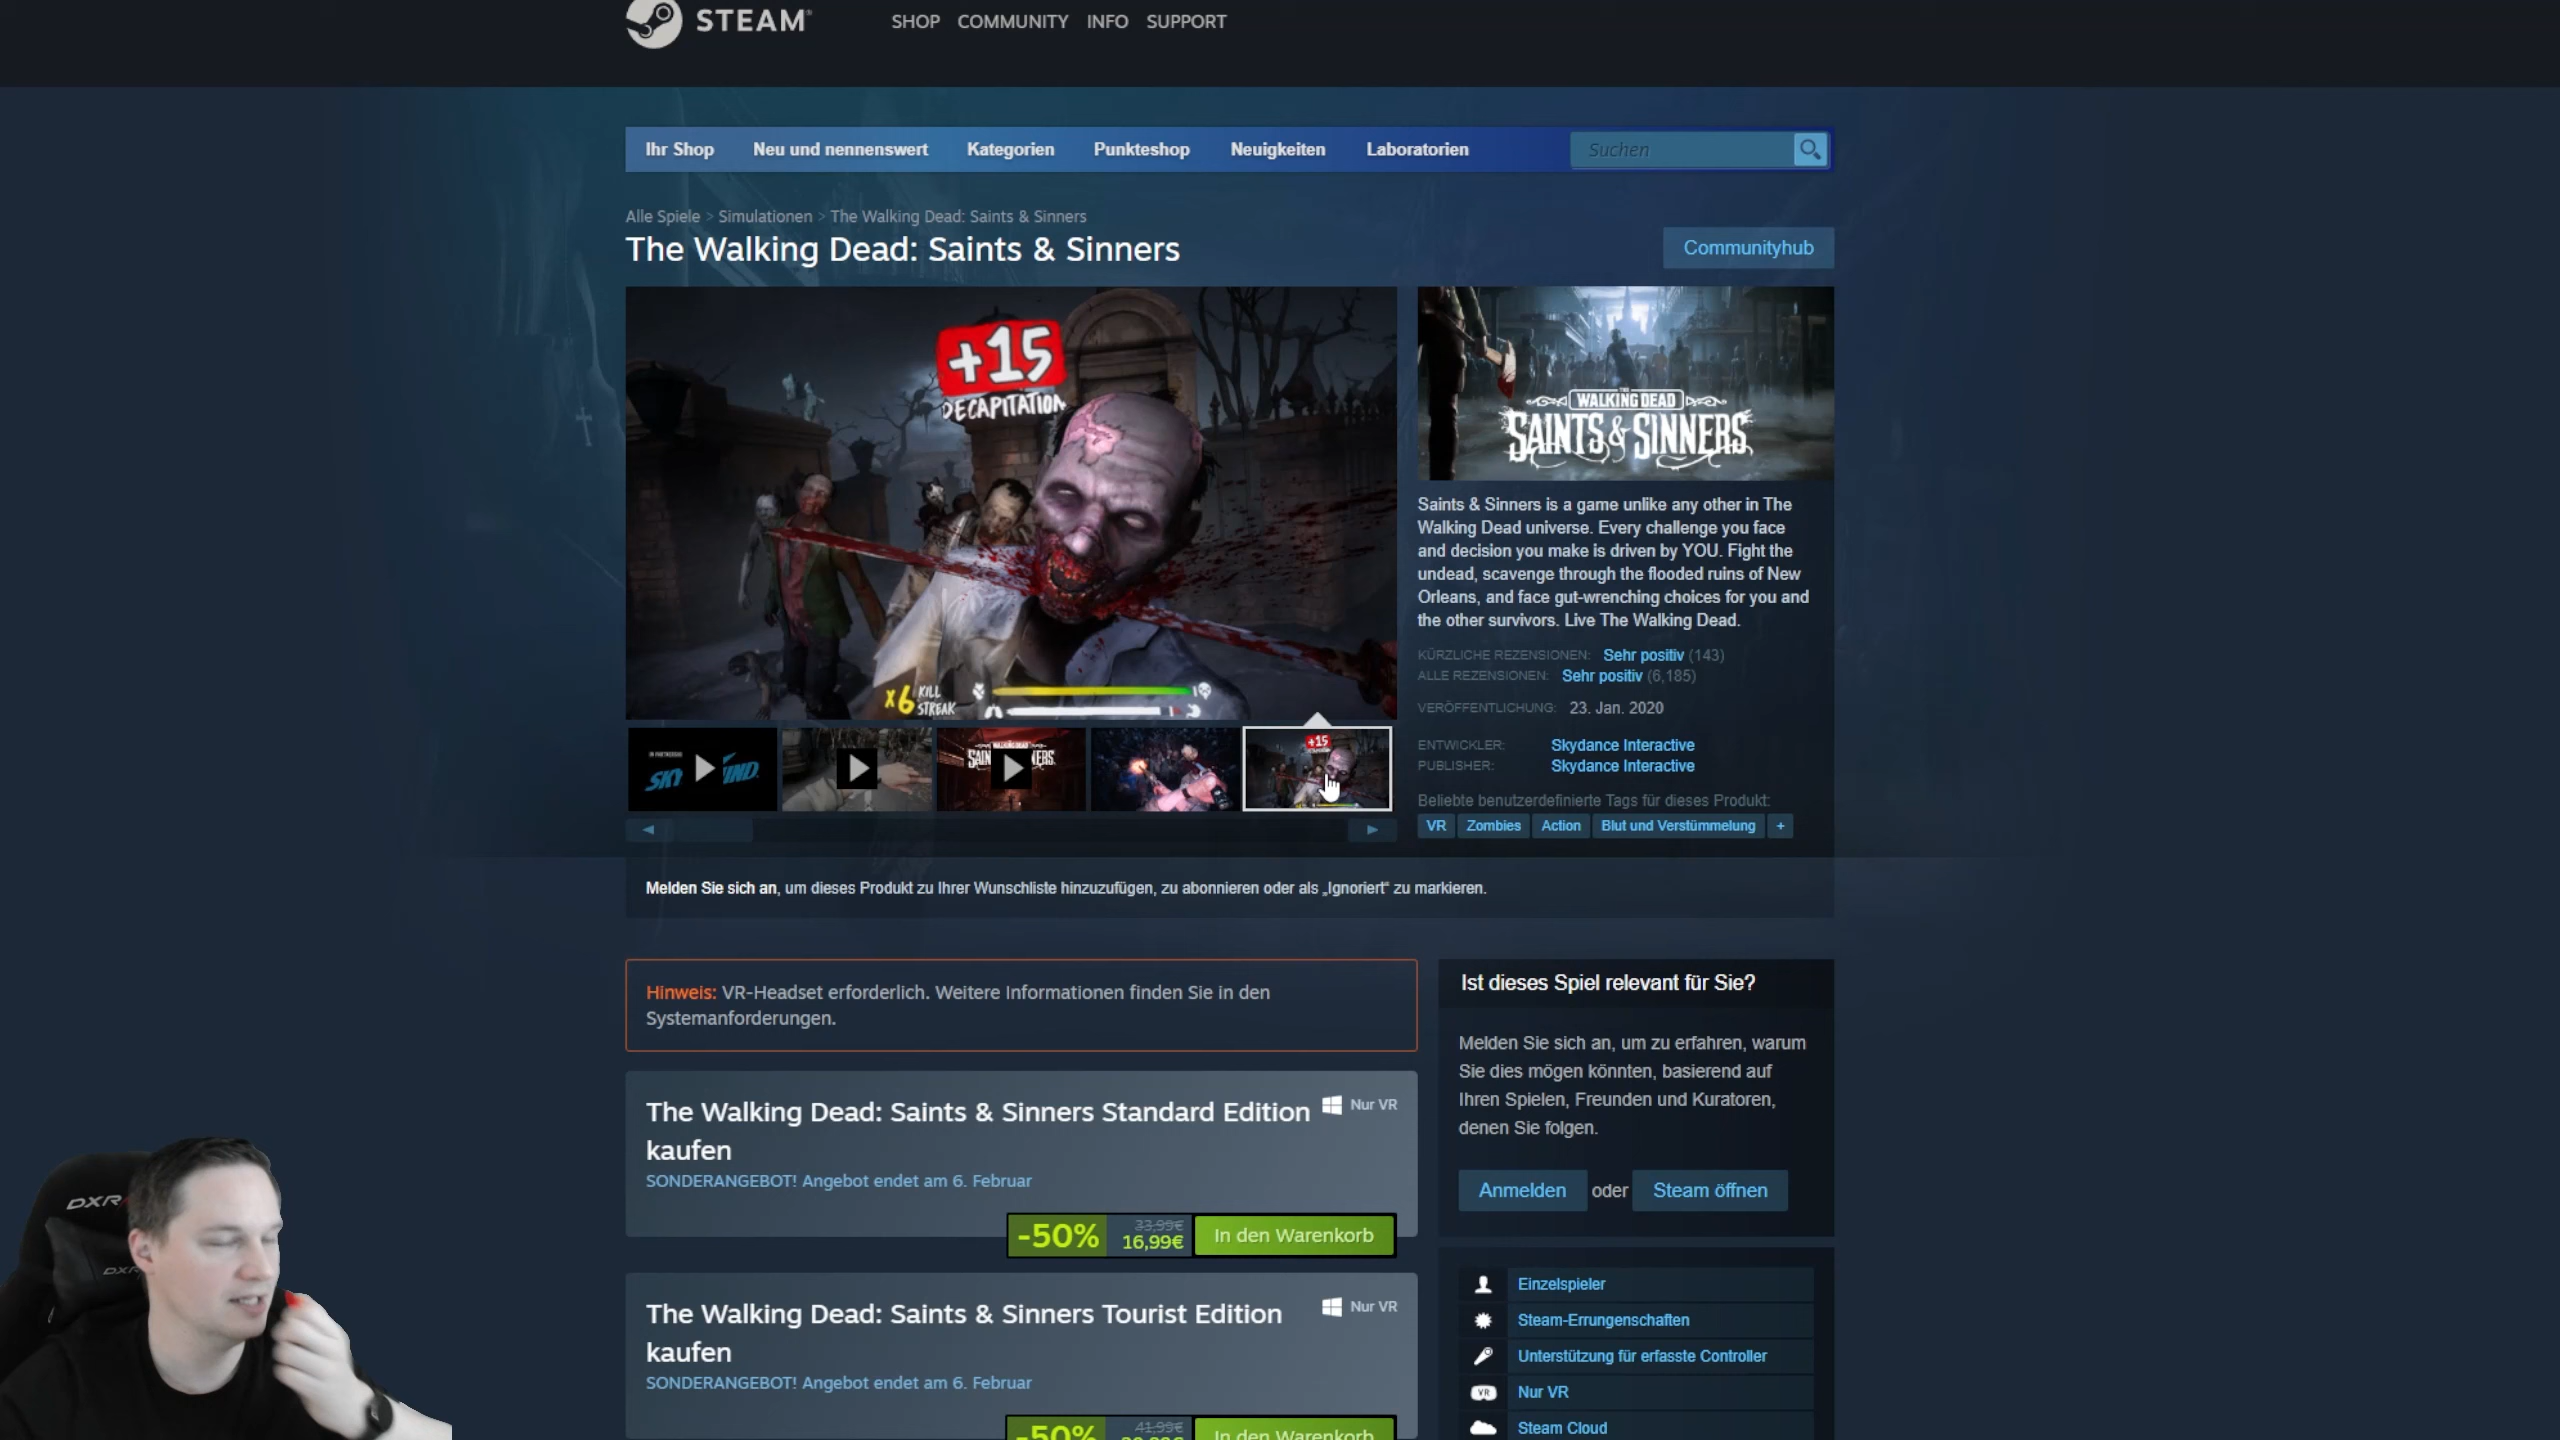 STEAM
SHOP COMMUNITY INFO SUPPORT
Ihr Shop Neu und nennenswert Kategorien Punkteshop Neuigkeiten Laboratorien Suchen
Alle Spiele > Simulationen > The Walking Dead: Saints & Sinners
The Walking Dead: Saints & Sinners
Communityhub
+15
DECAPITATION
x6 KILL
STREAK
THE
WALKING DEAD
SAINTS & SINNERS
Saints & Sinners is a game unlike any other in The
Walking Dead universe. Every challenge you face
and decision you make is driven by YOU. Fight the
undead, scavenge through the flooded ruins of New
Orleans, and face gut-wrenching choices for you and
the other survivors. Live The Walking Dead.
KÜRZLICHE REZENSIONEN: Sehr positiv (143)
ALLE REZENSIONEN: Sehr positiv (6,185)
VERÖFFENTLICHUNG: 23. Jan. 2020
ENTWICKLER: Skydance Interactive
PUBLISHER: Skydance Interactive
Beliebte benutzerdefinierte Tags für dieses Produkt:
VR Zombies Action Blut und Verstümmelung +
+15
Melden Sie sich an, um dieses Produkt zu Ihrer Wunschliste hinzuzufügen, zu abonnieren oder als „Ignoriert“ zu markieren.
Hinweis: VR-Headset erforderlich. Weitere Informationen finden Sie in den
Systemanforderungen.
The Walking Dead: Saints & Sinners Standard Edition
kaufen
Nur VR
SONDERANGEBOT! Angebot endet am 6. Februar
-50% 33,99€
16,99€
In den Warenkorb
The Walking Dead: Saints & Sinners Tourist Edition
kaufen
Nur VR
SONDERANGEBOT! Angebot endet am 6. Februar
-50% 41,99€
In den Warenkorb
Ist dieses Spiel relevant für Sie?
Melden Sie sich an, um zu erfahren, warum
Sie dies mögen könnten, basierend auf
Ihren Spielen, Freunden und Kuratoren,
denen Sie folgen.
Anmelden oder Steam öffnen
Einzelspieler
Steam-Errungenschaften
Unterstützung für erfasste Controller
VR Nur VR
Steam Cloud
DXR
DXR